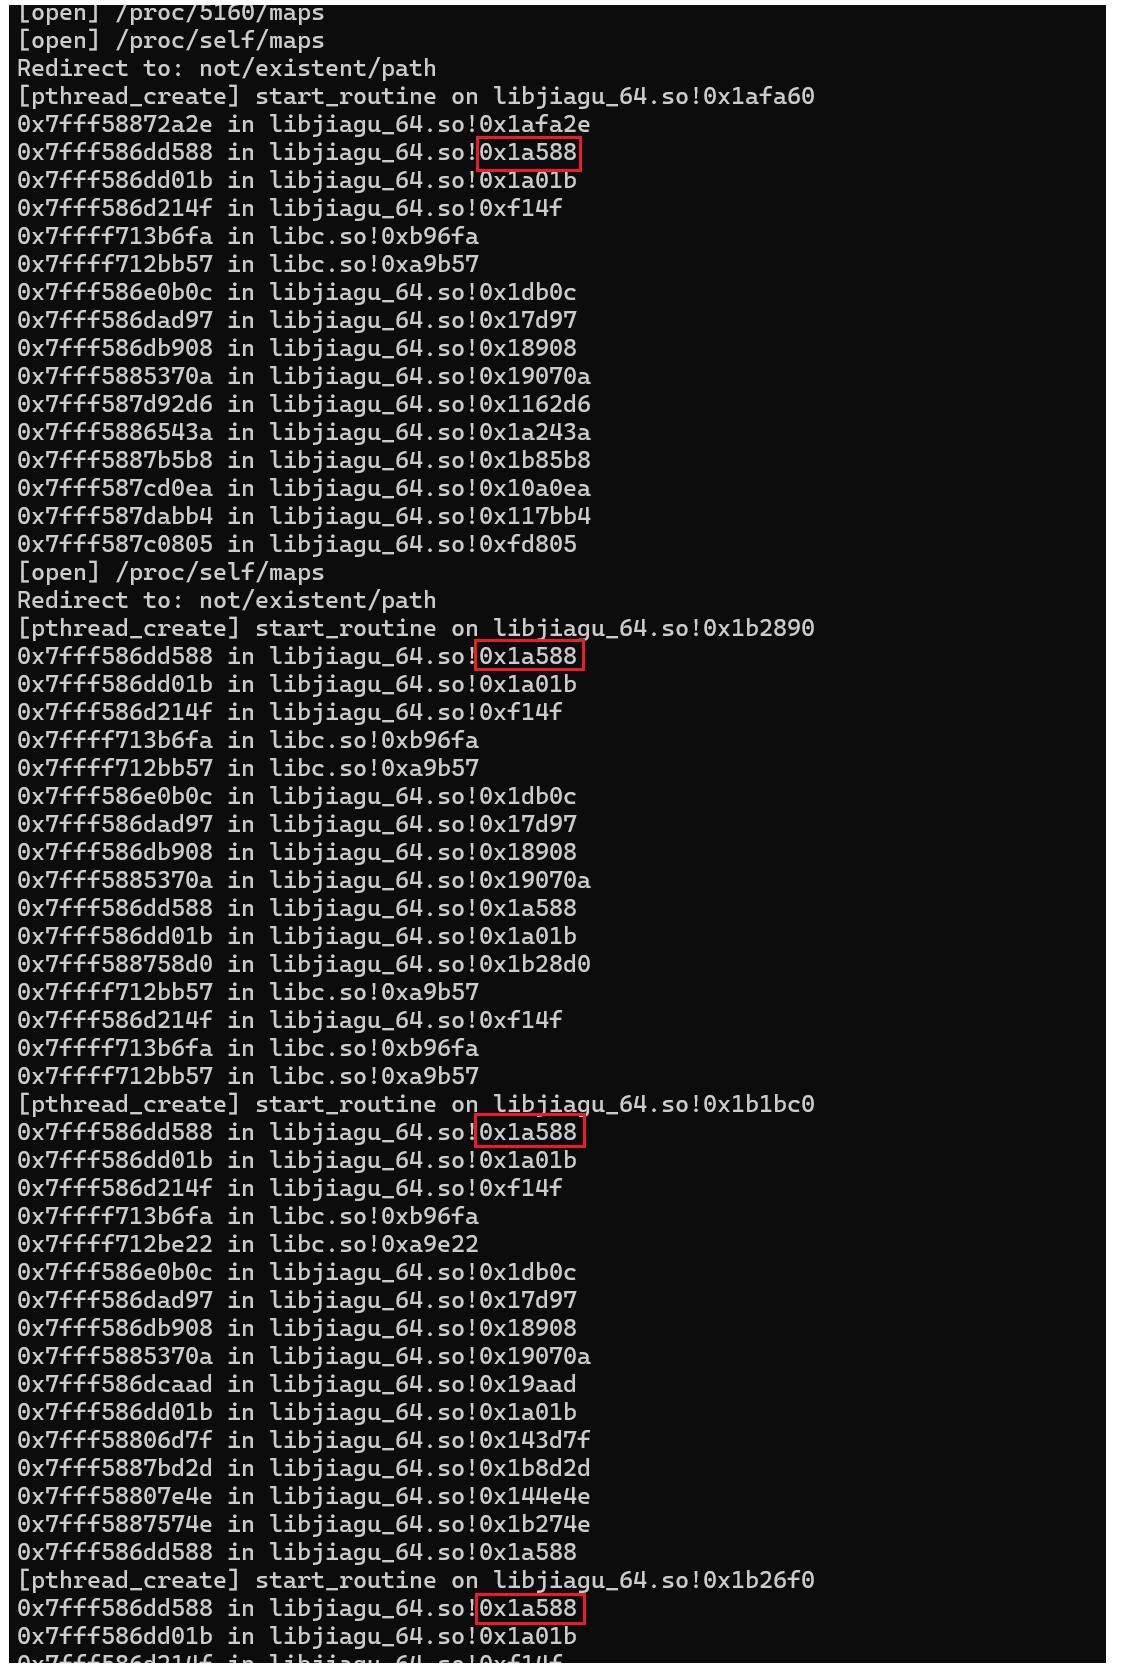 [open] /proc/5160/maps
[open] /proc/self/maps
Redirect to: not/existent/path
[pthread_create] start_routine on libjiagu_64.so!0x1afa60
0x7fff58872a2e in libjiagu_64.so!0x1afa2e
0x7fff586dd588 in libjiagu_64.so!0x1a588
0x7fff586dd01b in libjiagu_64.so!0x1a01b
0x7fff586d214f in libjiagu_64.so!0xf14f
0x7ffff713b6fa in libc.so!0xb96fa
0x7ffff712bb57 in libc.so!0xa9b57
0x7fff586e0b0c in libjiagu_64.so!0x1db0c
0x7fff586dad97 in libjiagu_64.so!0x17d97
0x7fff586db908 in libjiagu_64.so!0x18908
0x7fff5885370a in libjiagu_64.so!0x19070a
0x7fff587d92d6 in libjiagu_64.so!0x1162d6
0x7fff5886543a in libjiagu_64.so!0x1a243a
0x7fff5887b5b8 in libjiagu_64.so!0x1b85b8
0x7fff587cd0ea in libjiagu_64.so!0x10a0ea
0x7fff587dabb4 in libjiagu_64.so!0x117bb4
0x7fff587c0805 in libjiagu_64.so!0xfd805
[open] /proc/self/maps
Redirect to: not/existent/path
[pthread_create] start_routine on libjiagu_64.so!0x1b2890
0x7fff586dd588 in libjiagu_64.so!0x1a588
0x7fff586dd01b in libjiagu_64.so!0x1a01b
0x7fff586d214f in libjiagu_64.so!0xf14f
0x7ffff713b6fa in libc.so!0xb96fa
0x7ffff712bb57 in libc.so!0xa9b57
0x7fff586e0b0c in libjiagu_64.so!0x1db0c
0x7fff586dad97 in libjiagu_64.so!0x17d97
0x7fff586db908 in libjiagu_64.so!0x18908
0x7fff5885370a in libjiagu_64.so!0x19070a
0x7fff586dd588 in libjiagu_64.so!0x1a588
0x7fff586dd01b in libjiagu_64.so!0x1a01b
0x7fff588758d0 in libjiagu_64.so!0x1b28d0
0x7ffff712bb57 in libc.so!0xa9b57
0x7fff586d214f in libjiagu_64.so!0xf14f
0x7ffff713b6fa in libc.so!0xb96fa
0x7ffff712bb57 in libc.so!0xa9b57
[pthread_create] start_routine on libjiagu_64.so!0x1b1bc0
0x7fff586dd588 in libjiagu_64.so!0x1a588
0x7fff586dd01b in libjiagu_64.so!0x1a01b
0x7fff586d214f in libjiagu_64.so!0xf14f
0x7ffff713b6fa in libc.so!0xb96fa
0x7ffff712be22 in libc.so!0xa9e22
0x7fff586e0b0c in libjiagu_64.so!0x1db0c
0x7fff586dad97 in libjiagu_64.so!0x17d97
0x7fff586db908 in libjiagu_64.so!0x18908
0x7fff5885370a in libjiagu_64.so!0x19070a
0x7fff586dcaad in libjiagu_64.so!0x19aad
0x7fff586dd01b in libjiagu_64.so!0x1a01b
0x7fff58806d7f in libjiagu_64.so!0x143d7f
0x7fff5887bd2d in libjiagu_64.so!0x1b8d2d
0x7fff58807e4e in libjiagu_64.so!0x144e4e
0x7fff5887574e in libjiagu_64.so!0x1b274e
0x7fff586dd588 in libjiagu_64.so!0x1a588
[pthread_create] start_routine on libjiagu_64.so!0x1b26f0
0x7fff586dd588 in libjiagu_64.so!0x1a588
0x7fff586dd01b in libjiagu_64.so!0x1a01b
0x7fff586d214f in libjiagu_64.so!0xf14f